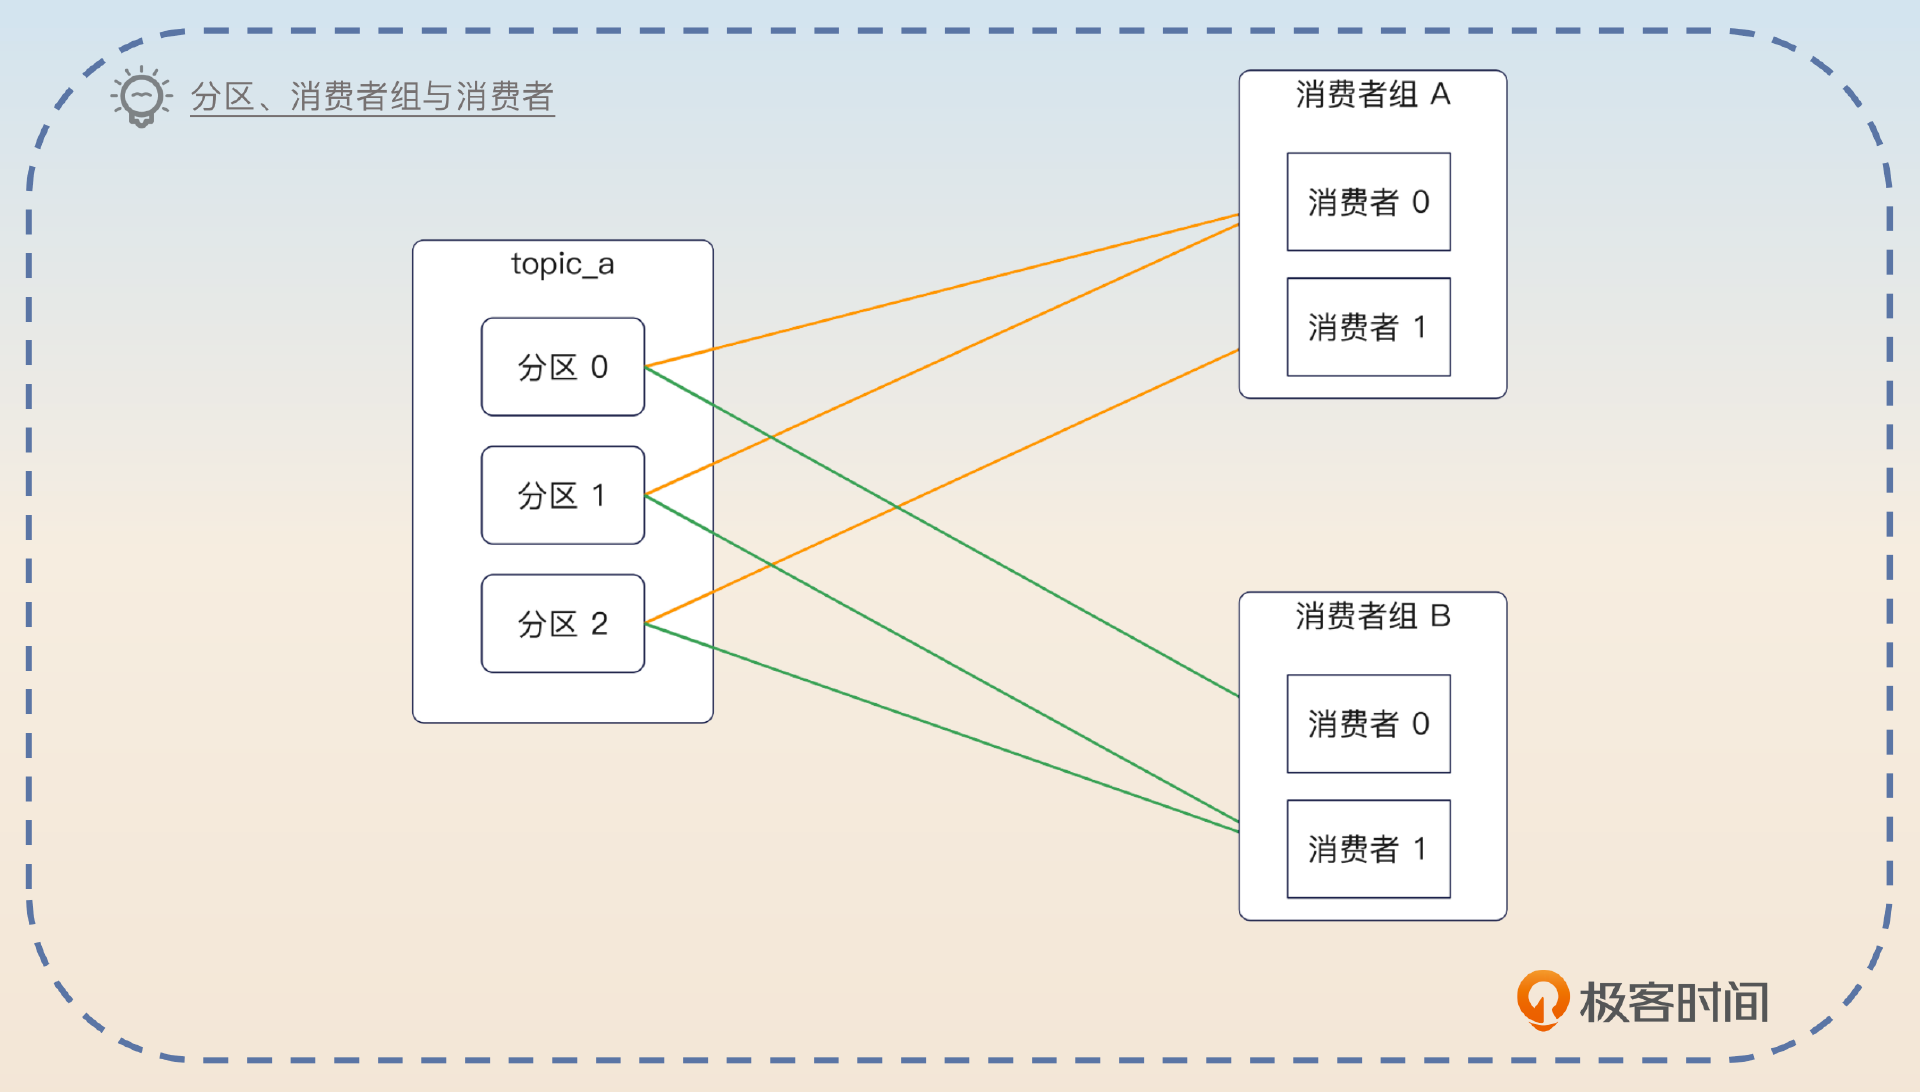 分区、消费者组与消费者
topic_a
分区 0
分区 1
分区 2
消费者组 A
消费者 0
消费者 1
消费者组 B
消费者 0
消费者 1
极客时间